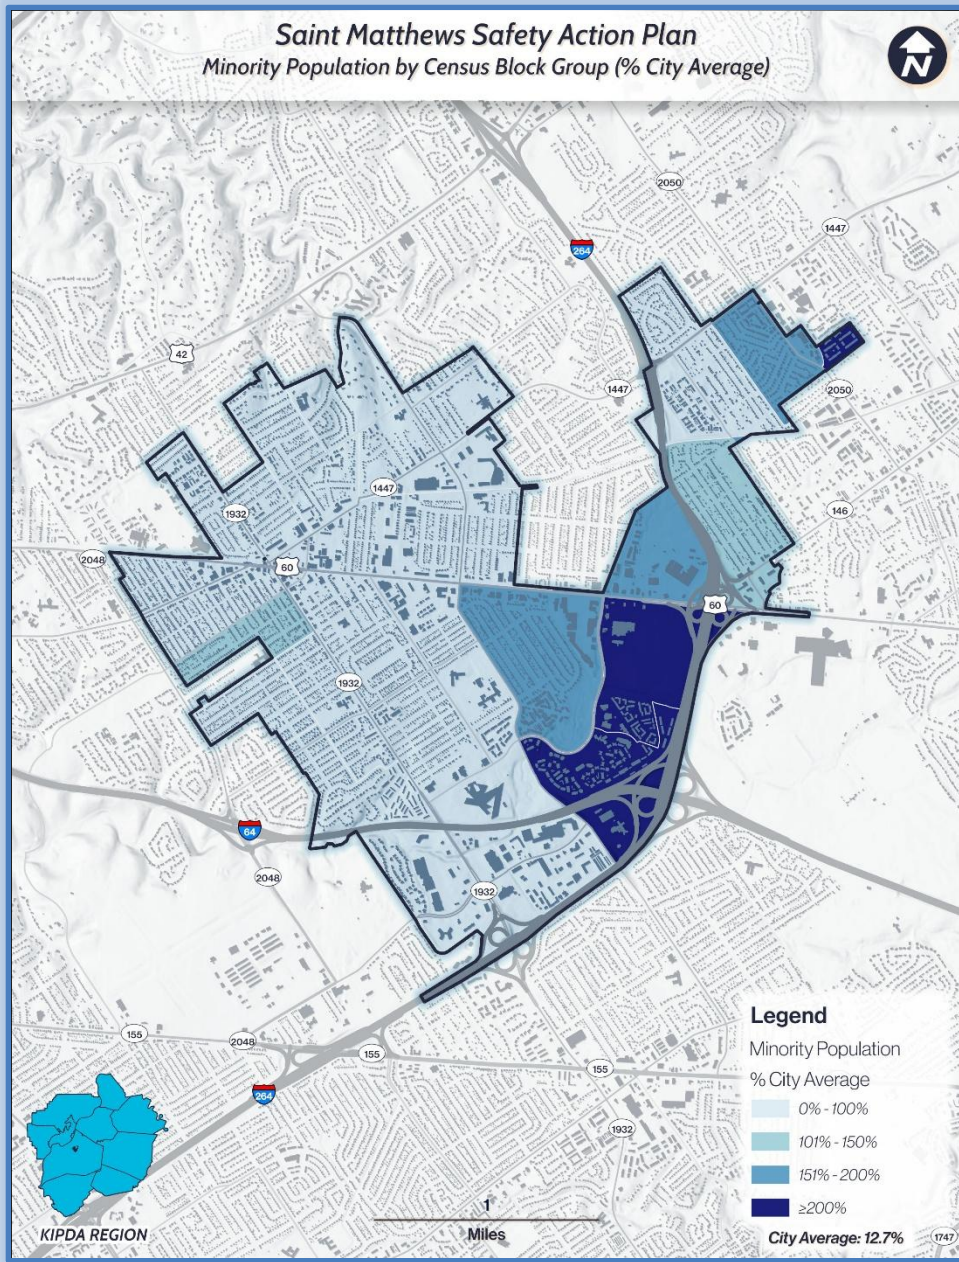 Saint Matthews Safety Action Plan
Minority Population by Census Block Group (% City Average)
N
2050
1447
264
42
1447
2050
1932
1447
146
2048
60
60
1932
64
2048
1932
155
2048
155
155
264
1932
1747
KIPDA REGION
1
Miles
Legend
Minority Population
% City Average
0% - 100%
101% - 150%
151% - 200%
≥200%
City Average: 12.7%